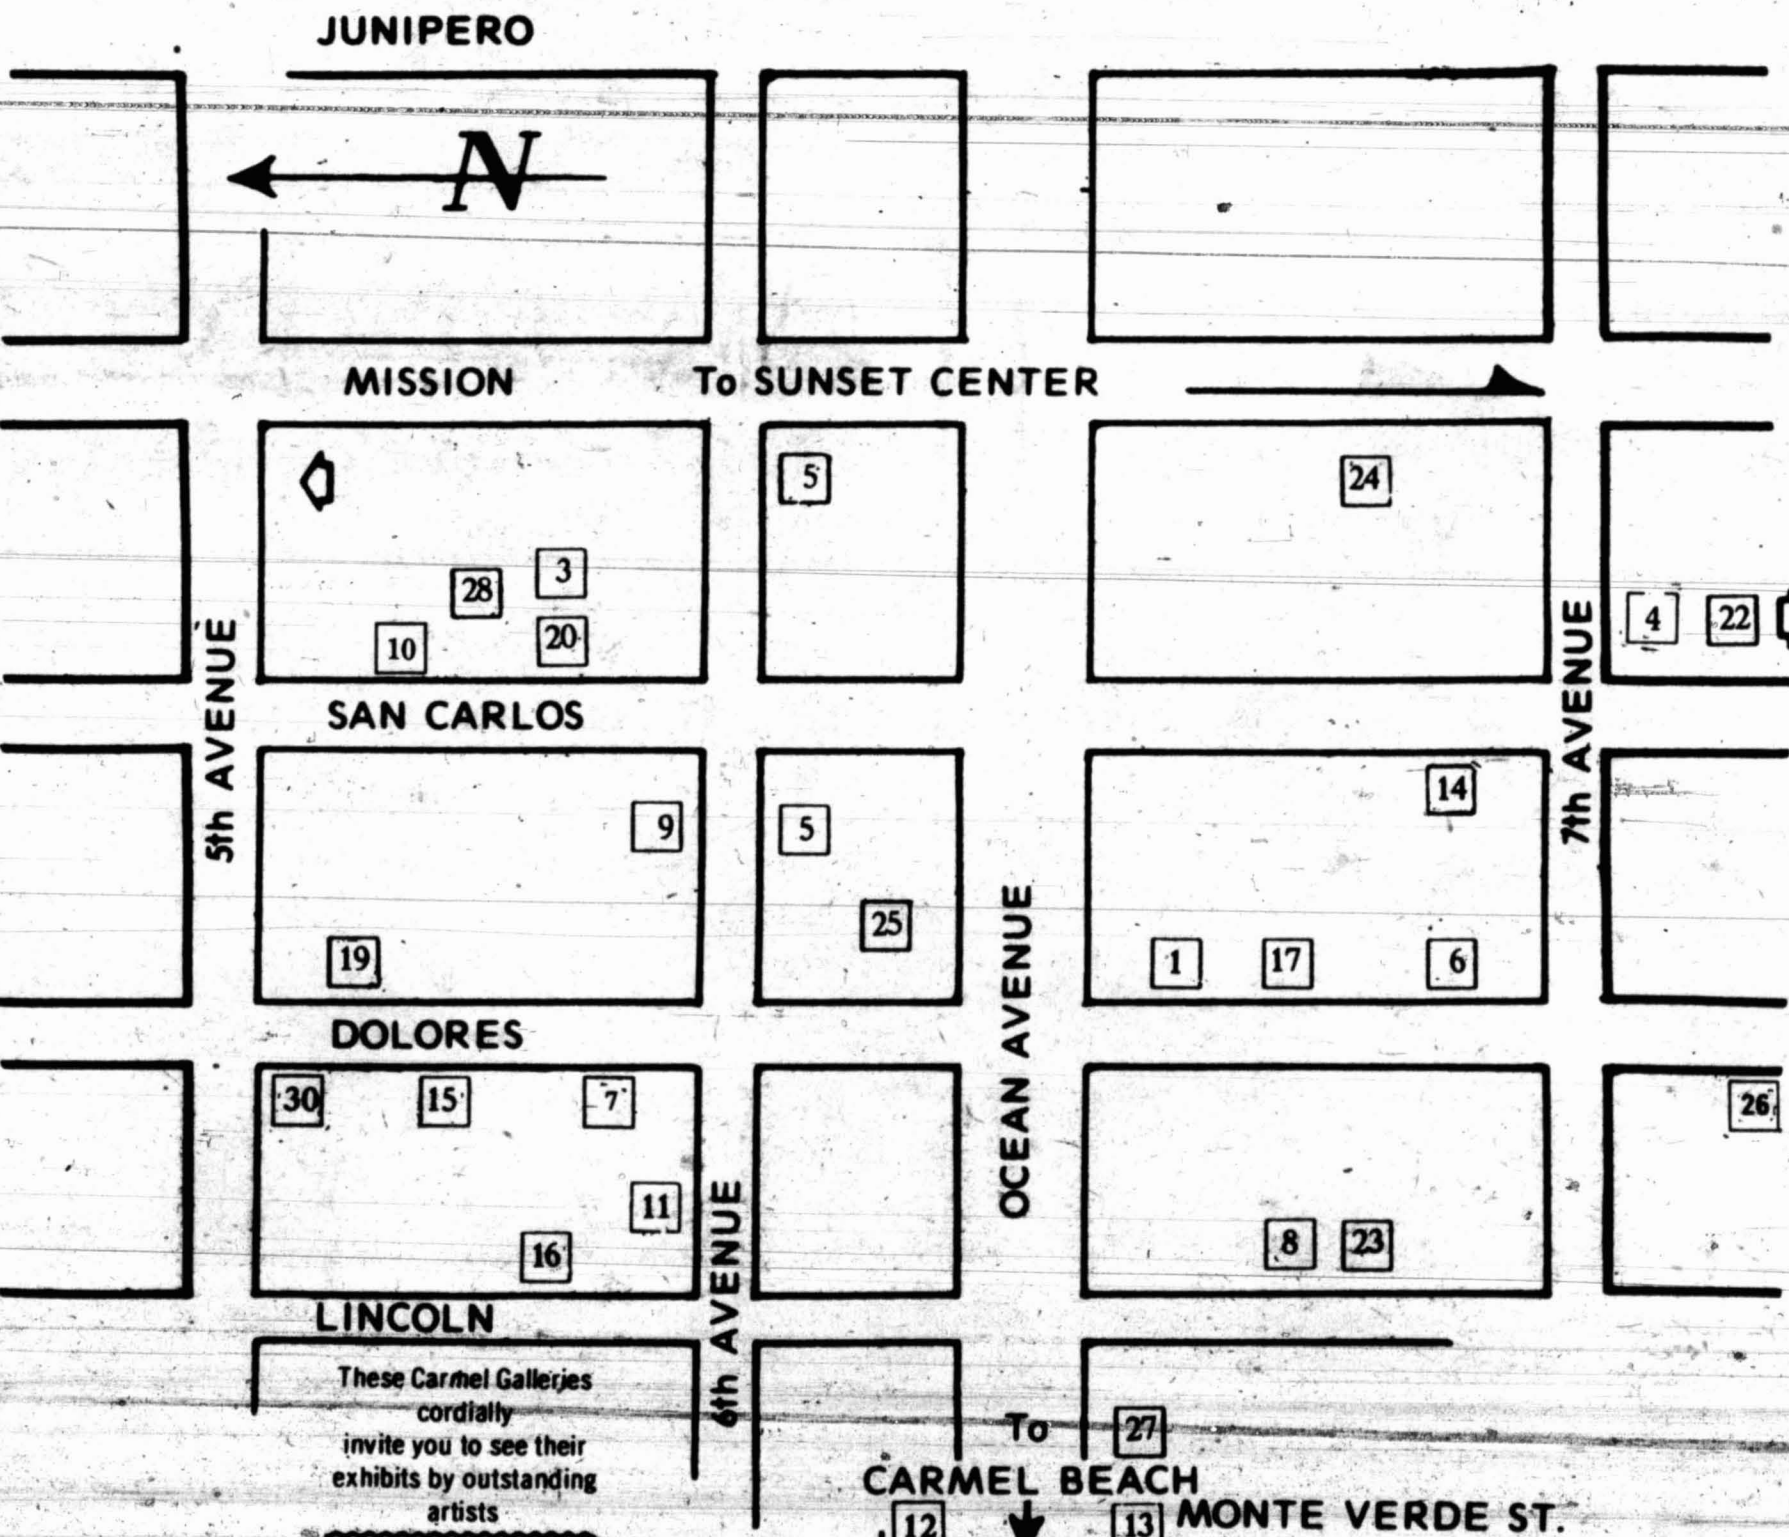 JUNIPERO
N
MISSION To SUNSET CENTER
5
24
3
28
4 22
20
10
5th AVENUE
7th AVENUE
SAN CARLOS
14
9 5
25
19
1 17 6
OCEAN AVENUE
DOLORES
30 15 7
26
11
8 23
16
6th AVENUE
LINCOLN
These Carmel Galleries
cordially
invite you to see their
exhibits by outstanding
artists
To 27
CARMEL BEACH
12 13 MONTE VERDE ST.